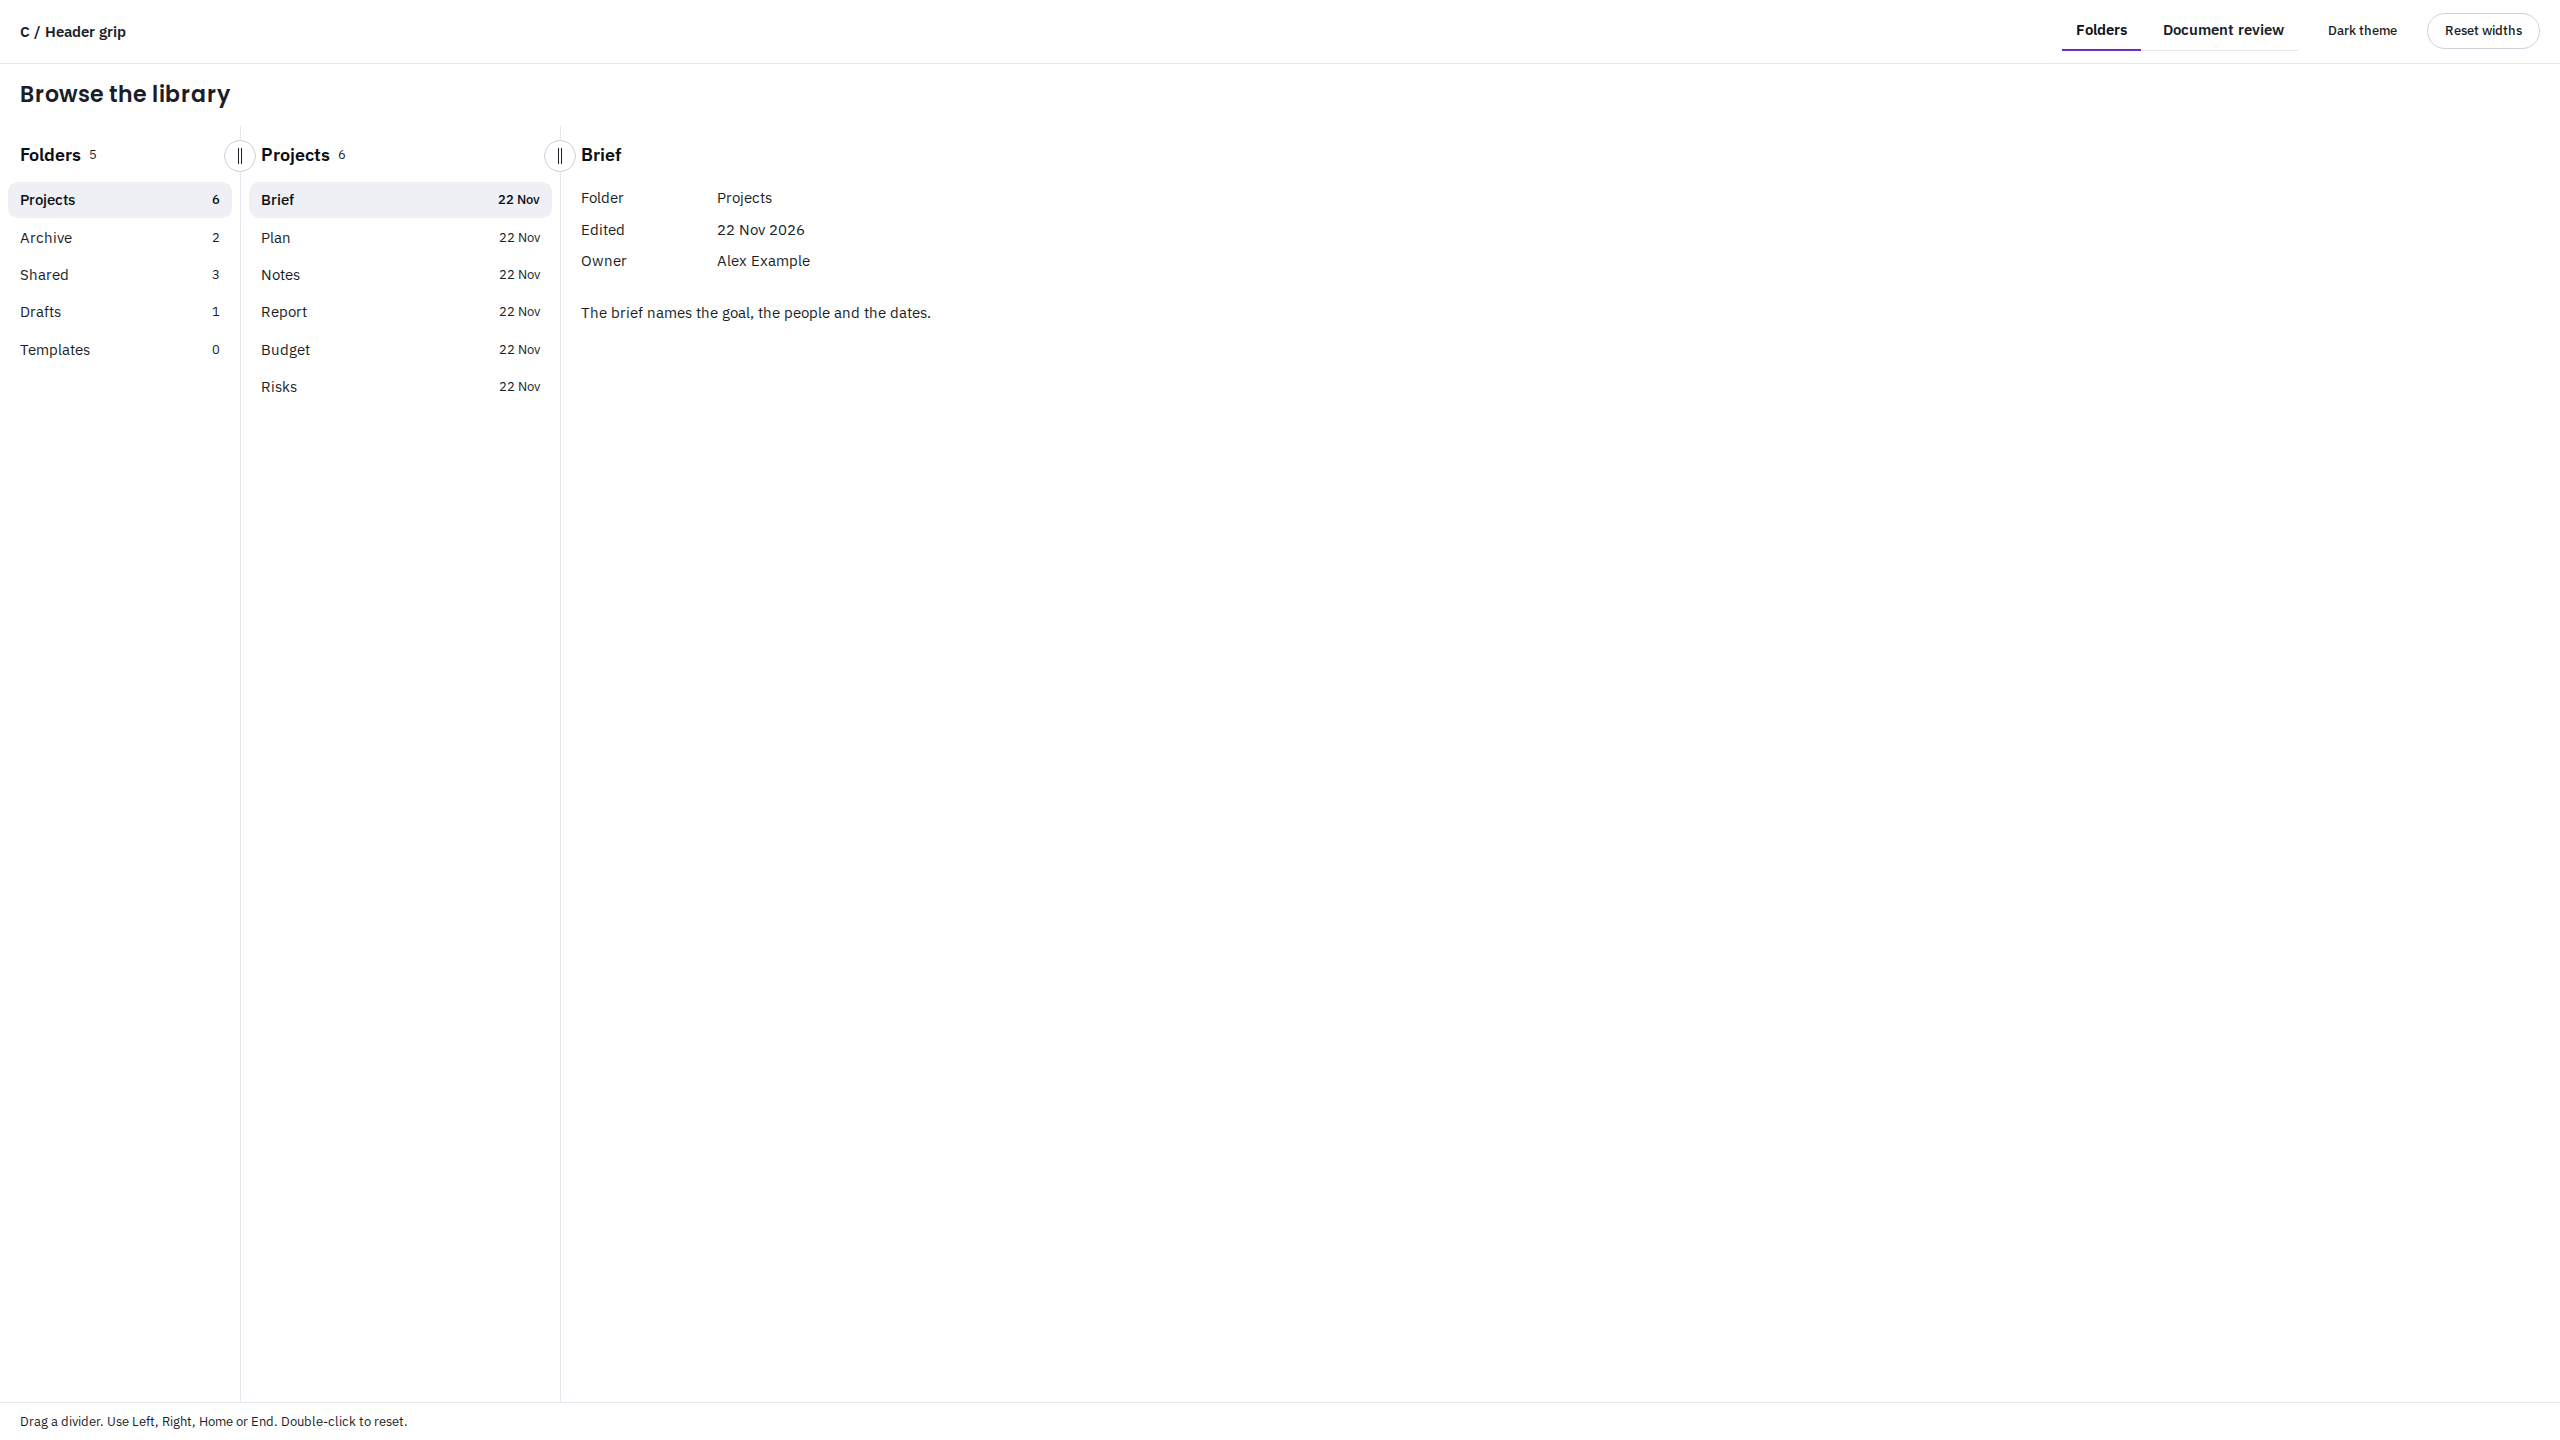 C / Header grip
Folders
Document review
Dark theme
Reset widths
Browse the library
Folders 5
Projects 6
Archive 2
Shared 3
Drafts 1
Templates 0
Projects 6
Brief 22 Nov
Plan 22 Nov
Notes 22 Nov
Report 22 Nov
Budget 22 Nov
Risks 22 Nov
Brief
Folder Projects
Edited 22 Nov 2026
Owner Alex Example
The brief names the goal, the people and the dates.
Drag a divider. Use Left, Right, Home or End. Double-click to reset.